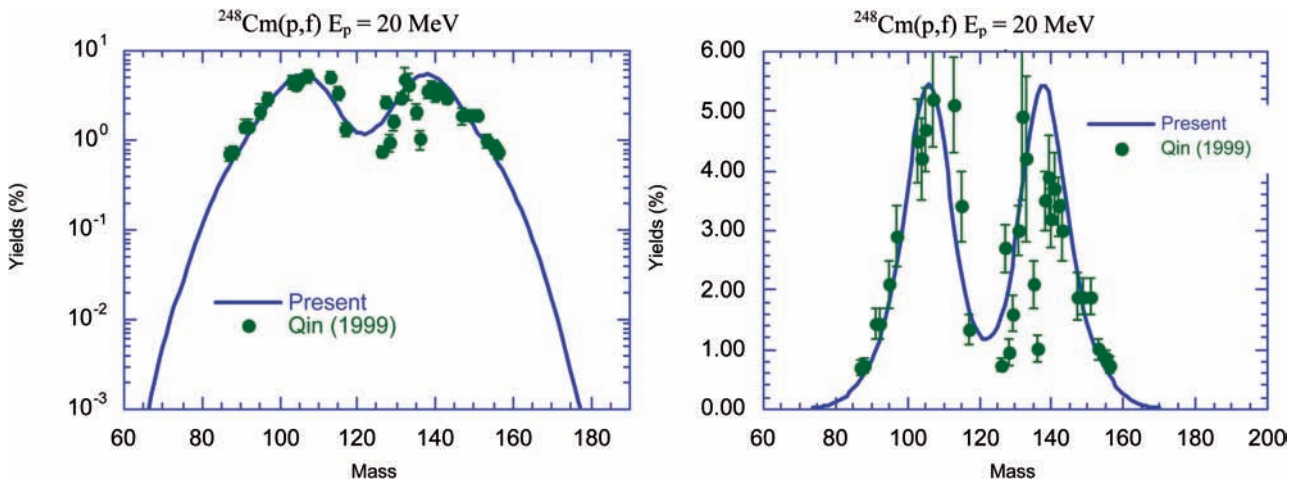 ²⁴⁸Cm(p,f) Eₚ = 20 MeV
10¹
10⁰
10⁻¹
10⁻²
10⁻³
Yields (%)
Present
Qin (1999)
60 80 100 120 140 160 180
Mass
²⁴⁸Cm(p,f) Eₚ = 20 MeV
6.00
5.00
4.00
3.00
2.00
1.00
0.00
Yields (%)
Present
Qin (1999)
60 80 100 120 140 160 180 200
Mass